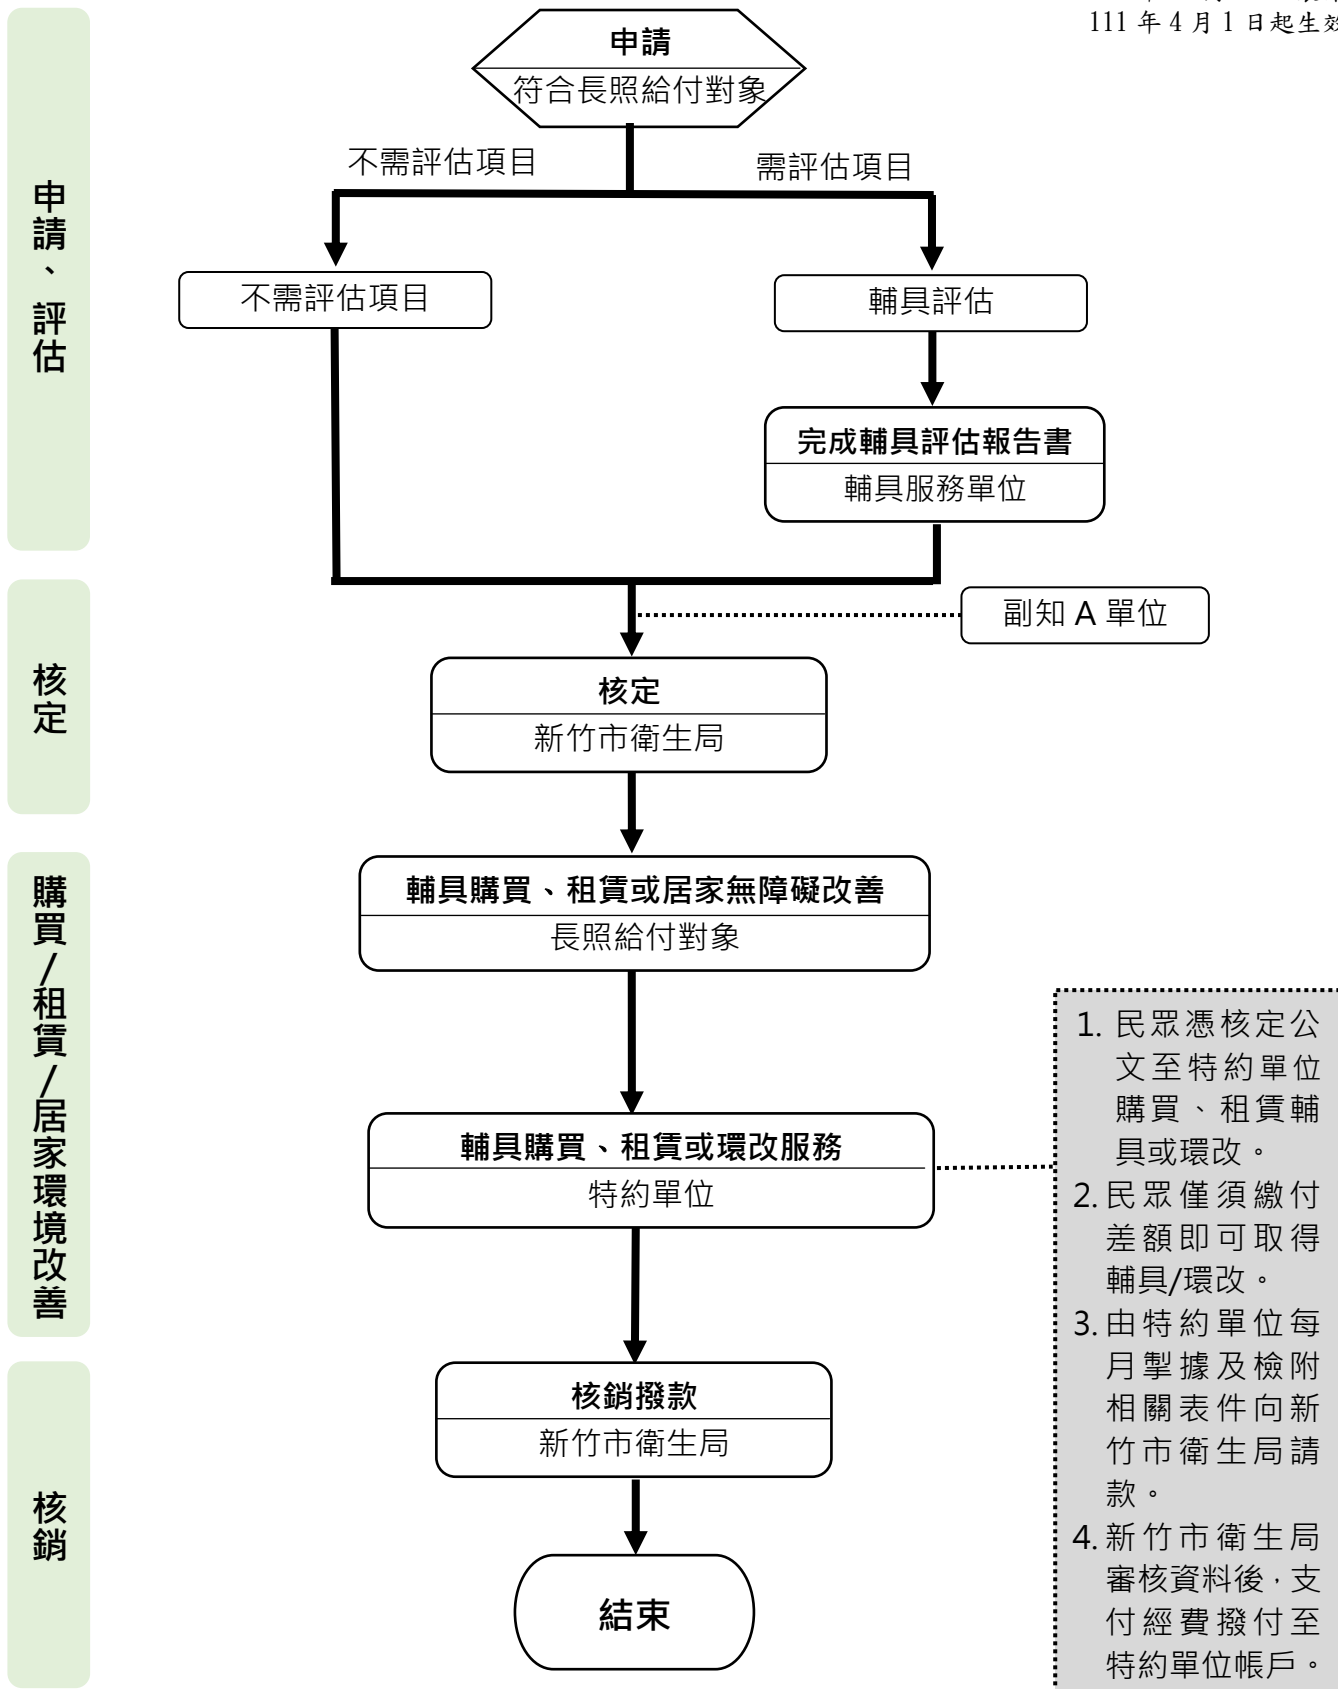 111 年 4 月 1 日起生效
申請
符合長照給付對象
不需評估項目
需評估項目
申請、評估
不需評估項目
輔具評估
完成輔具評估報告書
輔具服務單位
副知 A 單位
核定
核定
新竹市衛生局
購買/租賃/居家環境改善
輔具購買、租賃或居家無障礙改善
長照給付對象
輔具購買、租賃或環改服務
特約單位
1. 民眾憑核定公
文至特約單位
購買、租賃輔
具或環改。
2. 民眾僅須繳付
差額即可取得
輔具/環改。
3. 由特約單位每
月掣據及檢附
相關表件向新
竹市衛生局請
款。
4. 新竹市衛生局
審核資料後，支
付經費撥付至
特約單位帳戶。
核銷
核銷撥款
新竹市衛生局
結束